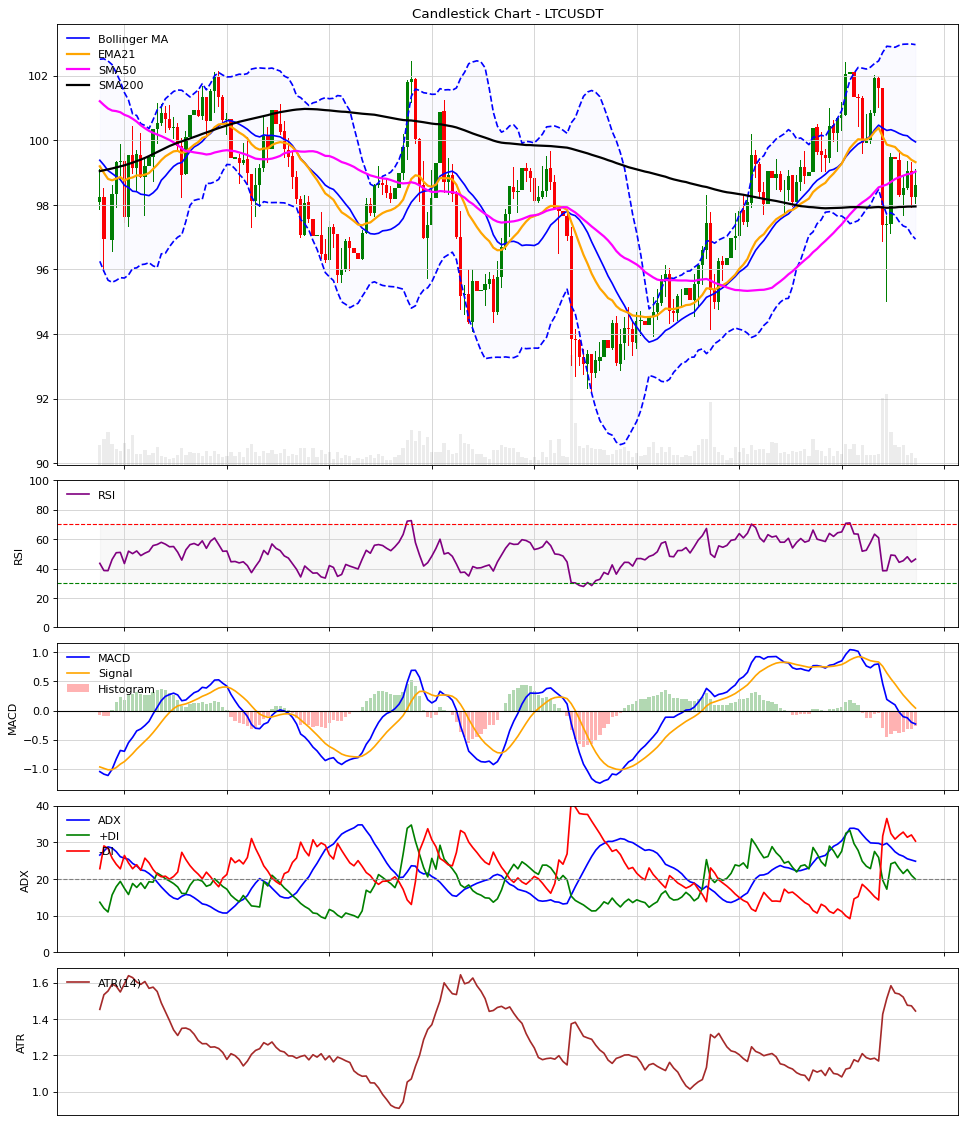 Candlestick Chart - LTCUSDT
Bollinger MA
EMA21
SMA50
SMA200
102
100
98
96
94
92
90
RSI
RSI
100
80
60
40
20
0
MACD
MACD
Signal
Histogram
1.0
0.5
0.0
−0.5
−1.0
ADX
ADX
+DI
-DI
40
30
20
10
0
ATR
ATR(14)
1.6
1.4
1.2
1.0